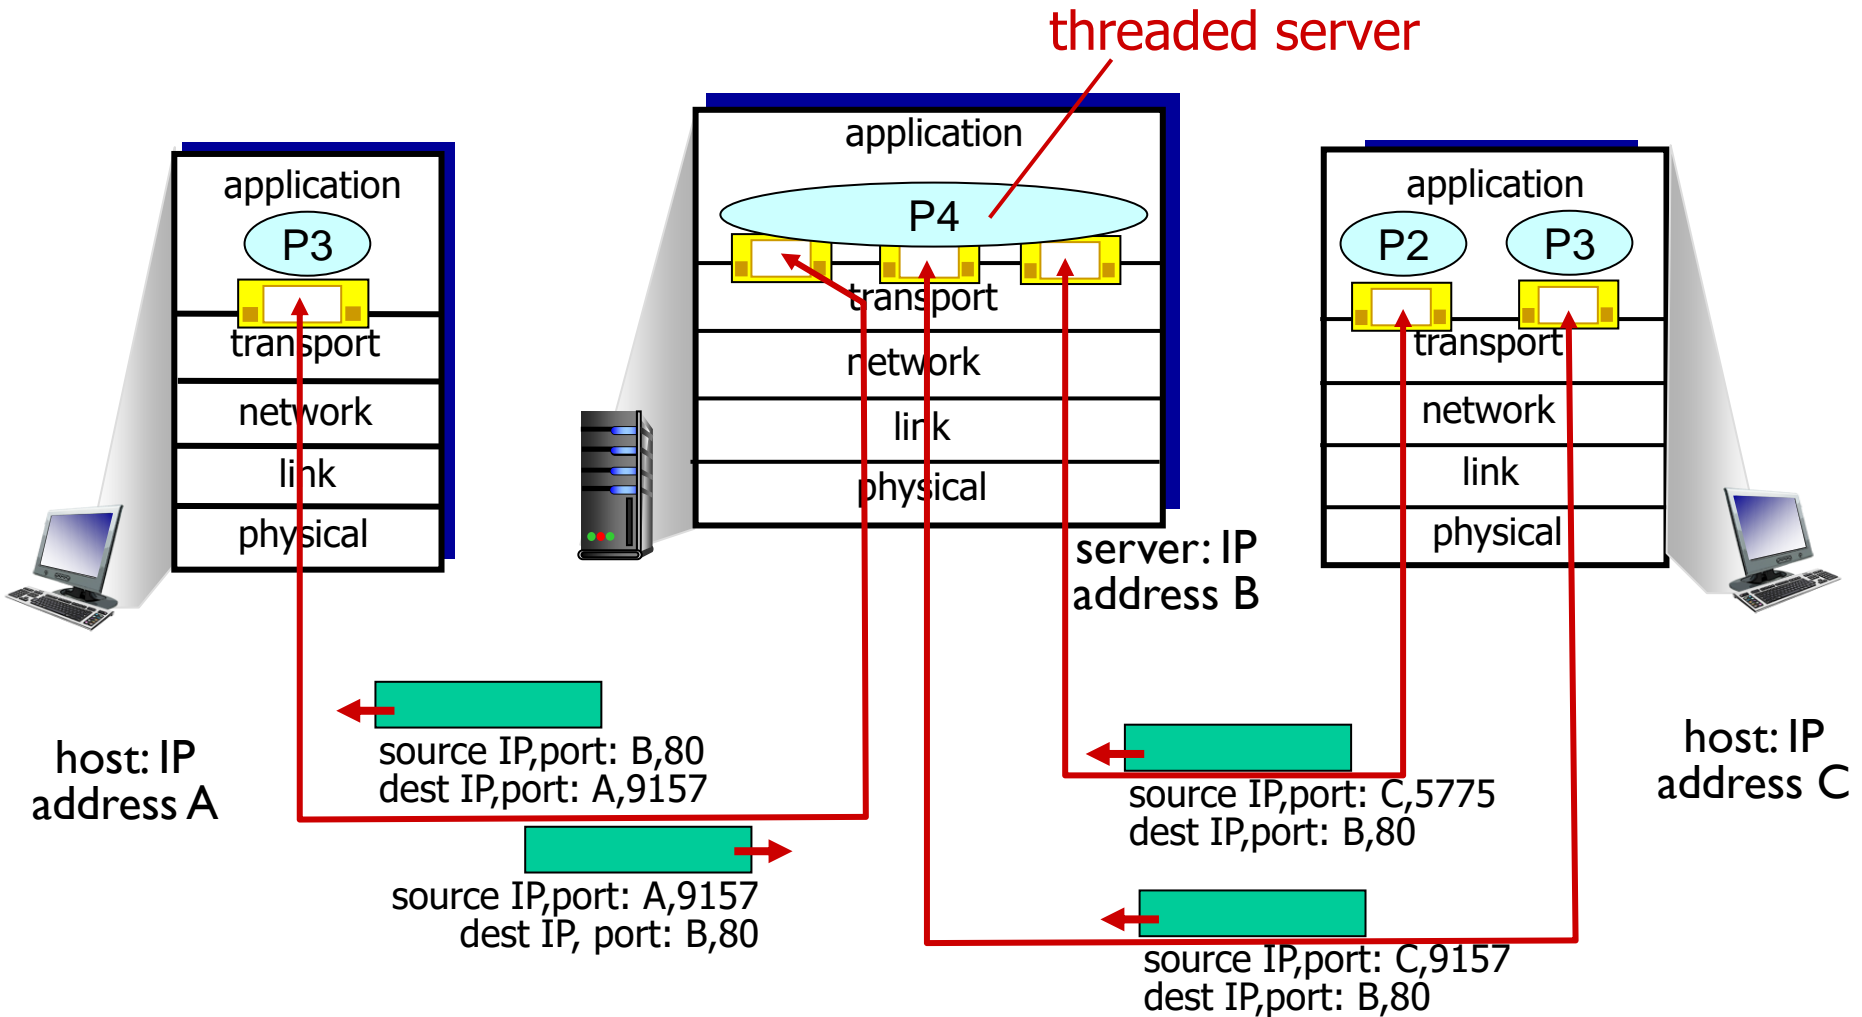 threaded server
application
P3
transport
network
link
physical
application
P4
transport
network
link
physical
application
P2
P3
transport
network
link
physical
server: IP
address B
host: IP
address A
source IP,port: B,80
dest IP,port: A,9157
source IP,port: A,9157
dest IP, port: B,80
source IP,port: C,5775
dest IP,port: B,80
source IP,port: C,9157
dest IP,port: B,80
host: IP
address C